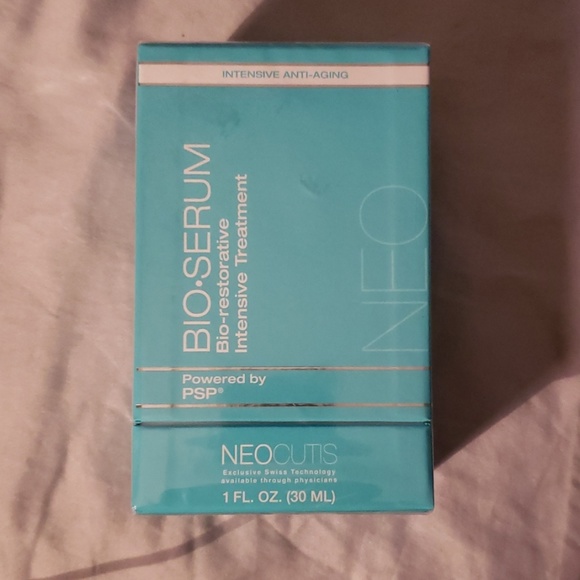 INTENSIVE ANTI-AGING
BIO•SERUM
Bio-restorative
Intensive Treatment
NEO
Powered by
PSP®
NEOCUTIS
Exclusive Swiss Technology
available through physicians
1 FL. OZ. (30 ML)